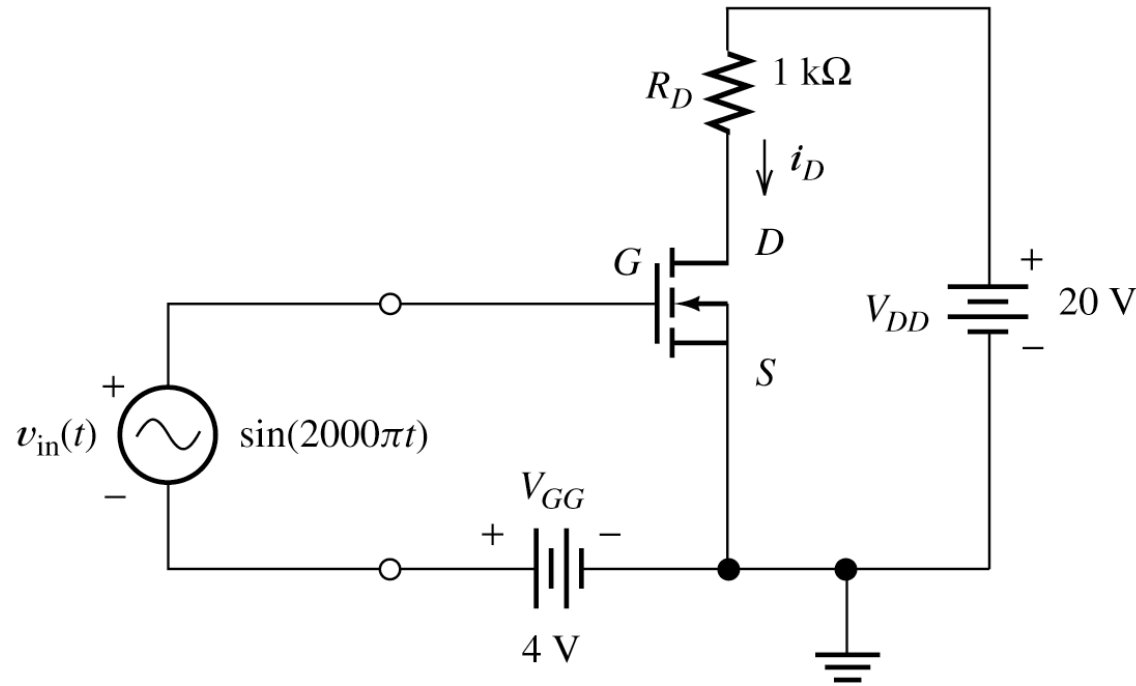 R_D 1 kΩ
i_D
D
G
+
V_DD 20 V
−
S
+
v_in(t) sin(2000πt)
−
V_GG
+ −
4 V